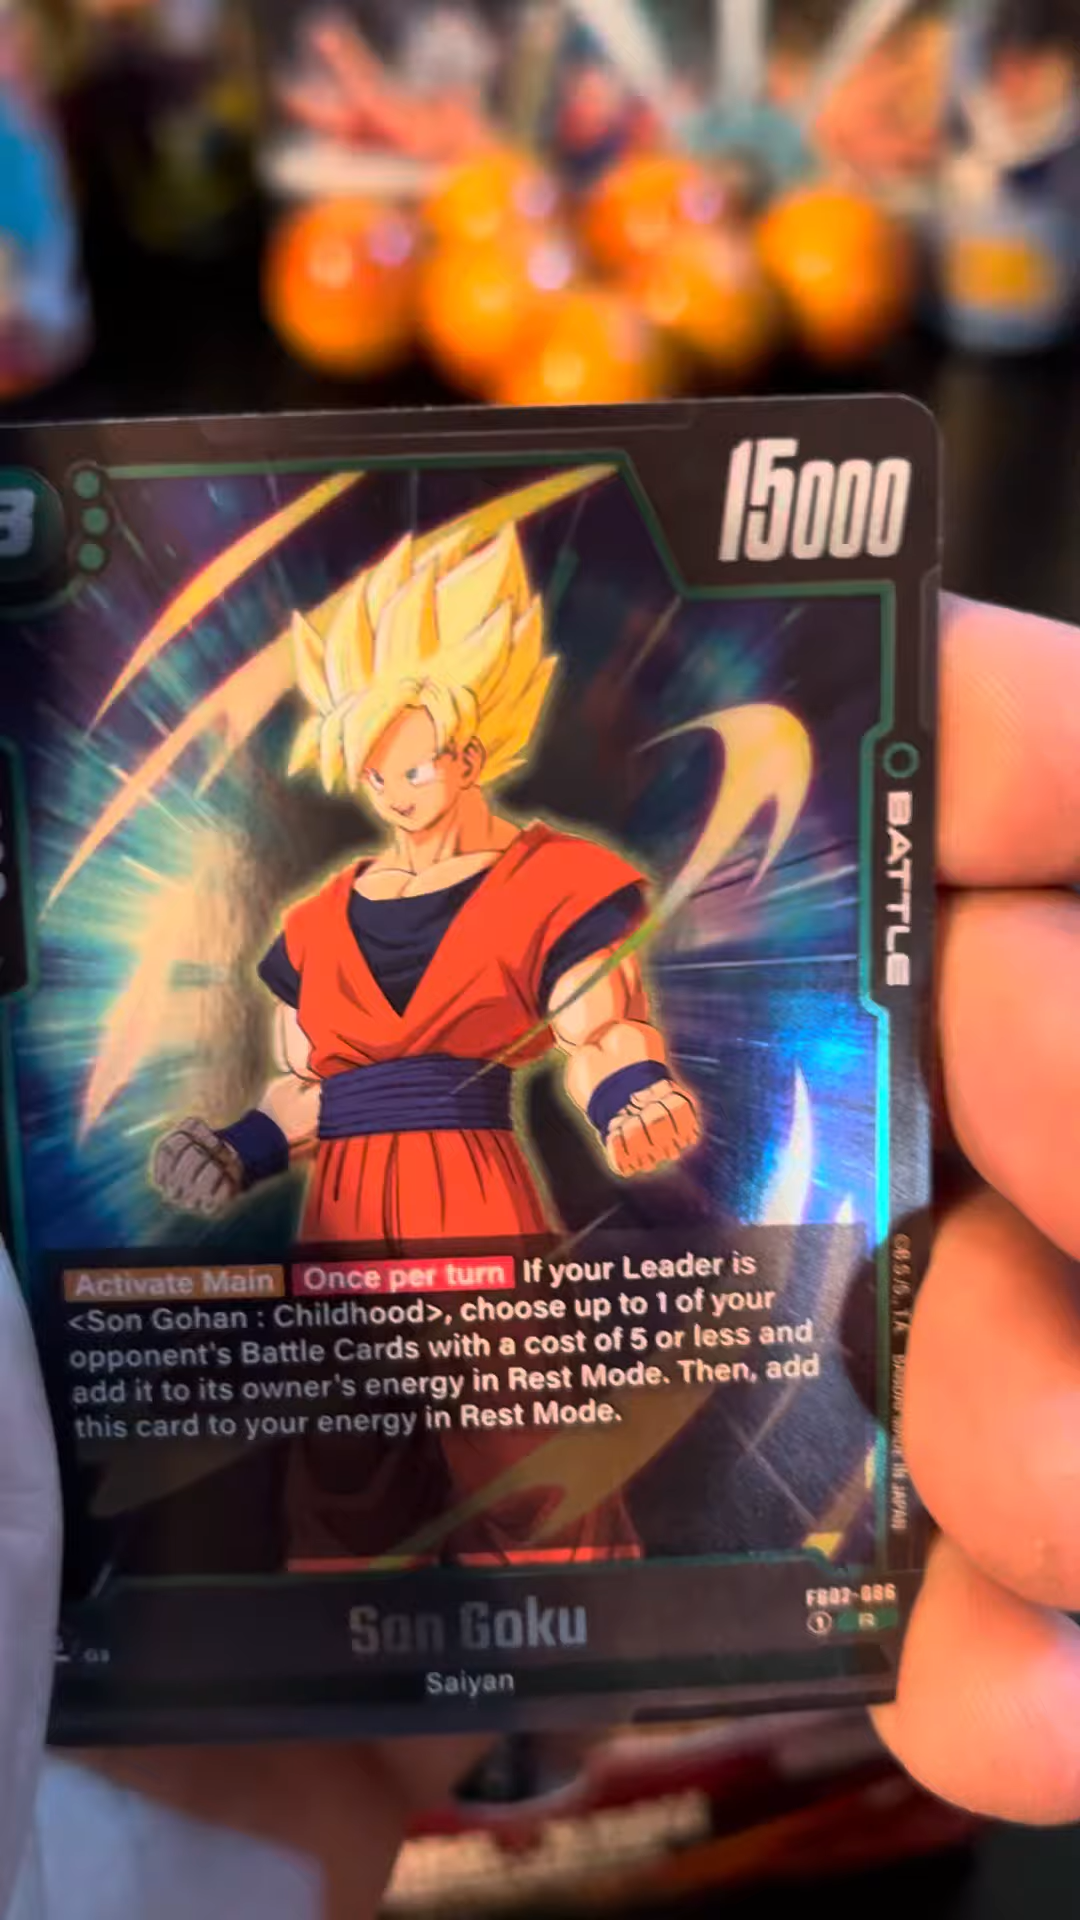 15000
BATTLE
Activate Main Once per turn If your Leader is
<Son Gohan : Childhood>, choose up to 1 of your
opponent's Battle Cards with a cost of 5 or less and
add it to its owner's energy in Rest Mode. Then, add
this card to your energy in Rest Mode.
Son Goku
Saiyan
FB02-086
1 R